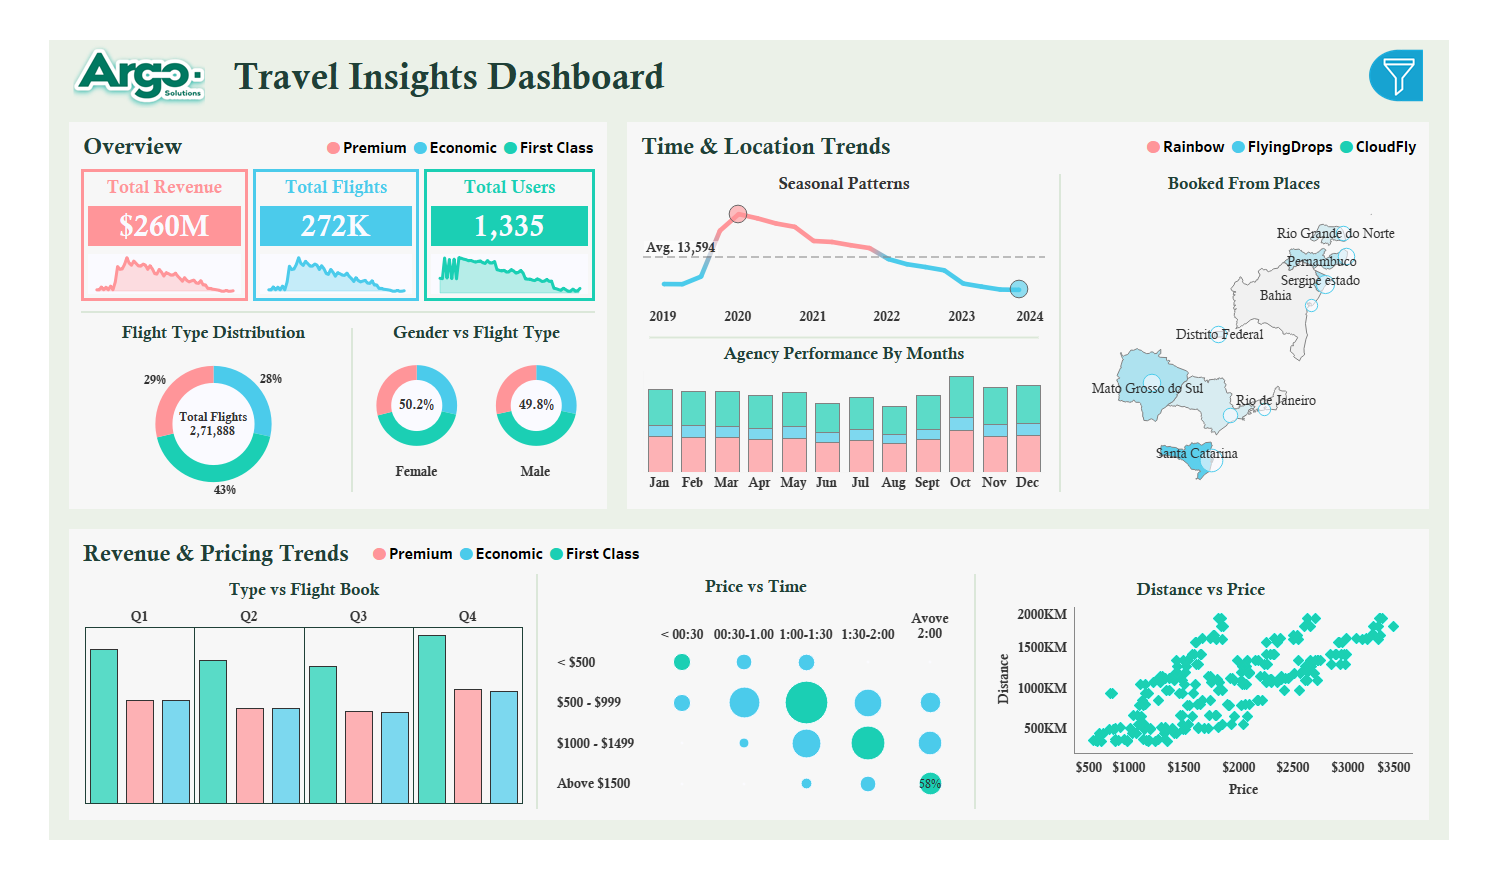 Argo
Solutions
Travel Insights Dashboard
Overview
Premium Economic First Class
Total Revenue
$260M
Total Flights
272K
Total Users
1,335
Flight Type Distribution
29%
28%
Total Flights
2,71,888
43%
Gender vs Flight Type
50.2%
49.8%
Female
Male
Time & Location Trends
Rainbow FlyingDrops CloudFly
Seasonal Patterns
Avg. 13,594
2019 2020 2021 2022 2023 2024
Agency Performance By Months
Jan Feb Mar Apr May Jun Jul Aug Sept Oct Nov Dec
Booked From Places
Rio Grande do Norte
Pernambuco
Sergipe estado
Bahia
Distrito Federal
Mato Grosso do Sul
Rio de Janeiro
Santa Catarina
Revenue & Pricing Trends
Premium Economic First Class
Type vs Flight Book
Q1 Q2 Q3 Q4
Price vs Time
< 00:30 00:30-1.00 1:00-1:30 1:30-2:00 Avove
2:00
< $500
$500 - $999
$1000 - $1499
Above $1500
58%
Distance vs Price
Distance
2000KM
1500KM
1000KM
500KM
$500 $1000 $1500 $2000 $2500 $3000 $3500
Price